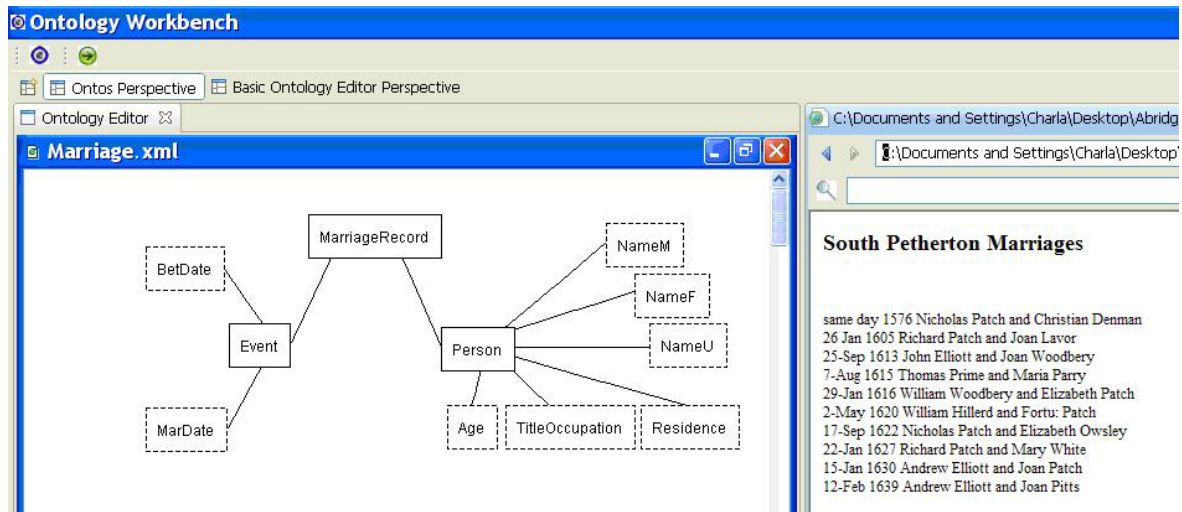 Ontology Workbench
Ontos Perspective
Basic Ontology Editor Perspective
Ontology Editor
Marriage.xml
MarriageRecord
BetDate
Event
MarDate
Person
NameM
NameF
NameU
Age
TitleOccupation
Residence
C:\Documents and Settings\Charla\Desktop\Abridg
:\Documents and Settings\Charla\Desktop\
South Petherton Marriages
same day 1576 Nicholas Patch and Christian Denman
26 Jan 1605 Richard Patch and Joan Lavor
25-Sep 1613 John Elliott and Joan Woodbery
7-Aug 1615 Thomas Prime and Maria Parry
29-Jan 1616 William Woodbery and Elizabeth Patch
2-May 1620 William Hillerd and Fortu: Patch
17-Sep 1622 Nicholas Patch and Elizabeth Owsley
22-Jan 1627 Richard Patch and Mary White
15-Jan 1630 Andrew Elliott and Joan Patch
12-Feb 1639 Andrew Elliott and Joan Pitts